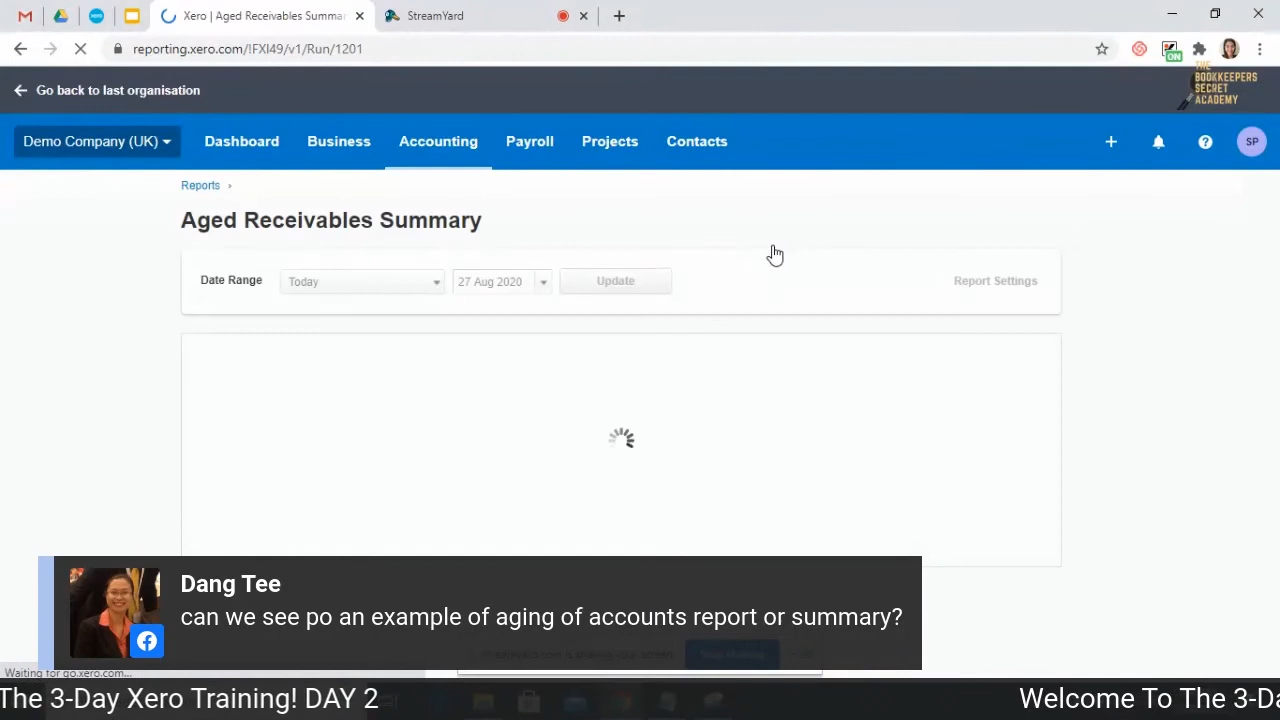 Xero | Aged Receivables Summar
StreamYard
reporting.xero.com/!FXI49/v1/Run/1201
ON
Go back to last organisation
THE
BOOKKEEPERS
SECRET
ACADEMY
Demo Company (UK)
Dashboard
Business
Accounting
Payroll
Projects
Contacts
SP
Reports
Aged Receivables Summary
Date Range
Today
27 Aug 2020
Update
Report Settings
Dang Tee
can we see po an example of aging of accounts report or summary?
Stop sharing
Waiting for go.xero.com...
The 3-Day Xero Training! DAY 2
Welcome To The 3-Da